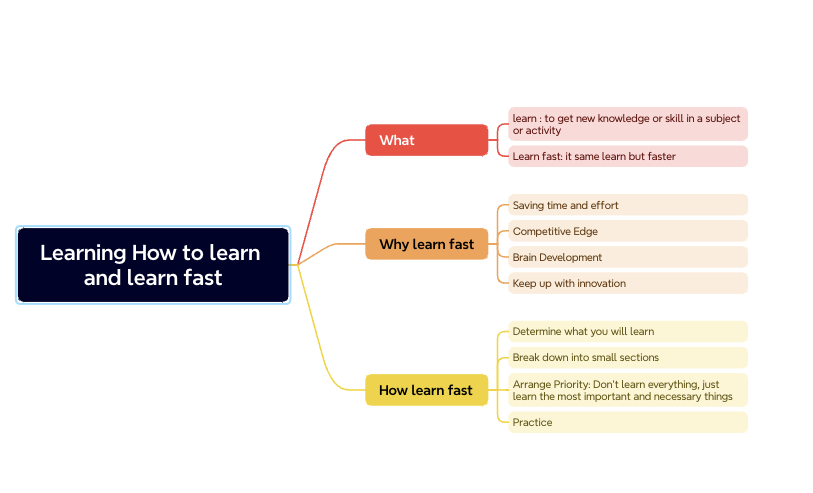 Learning How to learn
and learn fast
What
learn : to get new knowledge or skill in a subject
or activity
Learn fast: it same learn but faster
Why learn fast
Saving time and effort
Competitive Edge
Brain Development
Keep up with innovation
How learn fast
Determine what you will learn
Break down into small sections
Arrange Priority: Don't learn everything, just
learn the most important and necessary things
Practice